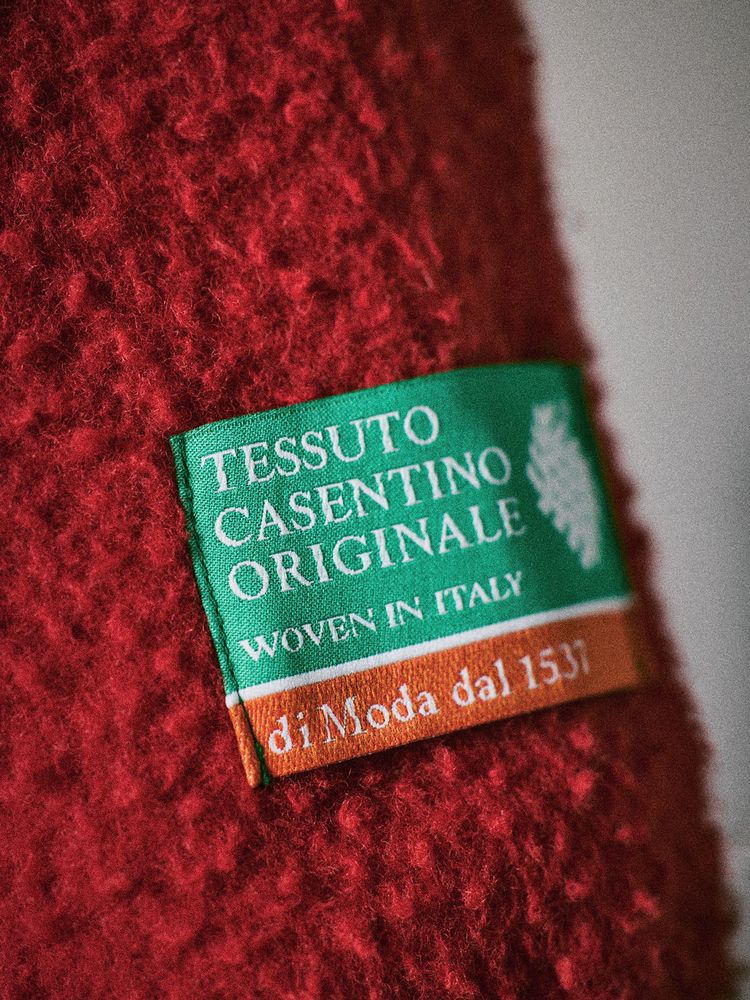 TESSUTO
CASENTINO
ORIGINALE
WOVEN IN ITALY
di Moda dal 1537